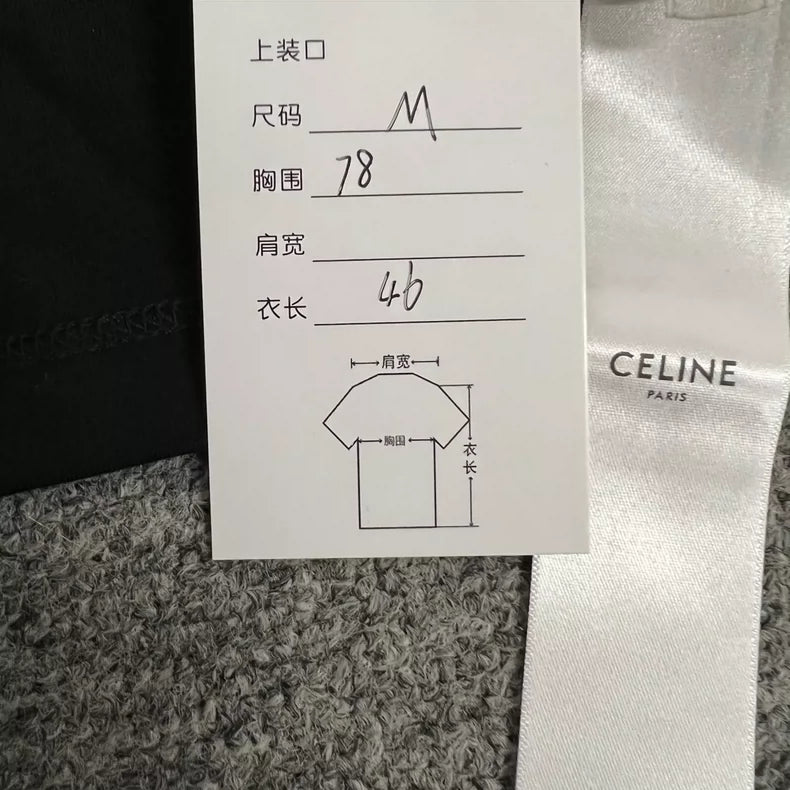 上装□
尺码 M
胸围 78
肩宽
衣长 46
肩宽
胸围
衣长
CELINE
PARIS